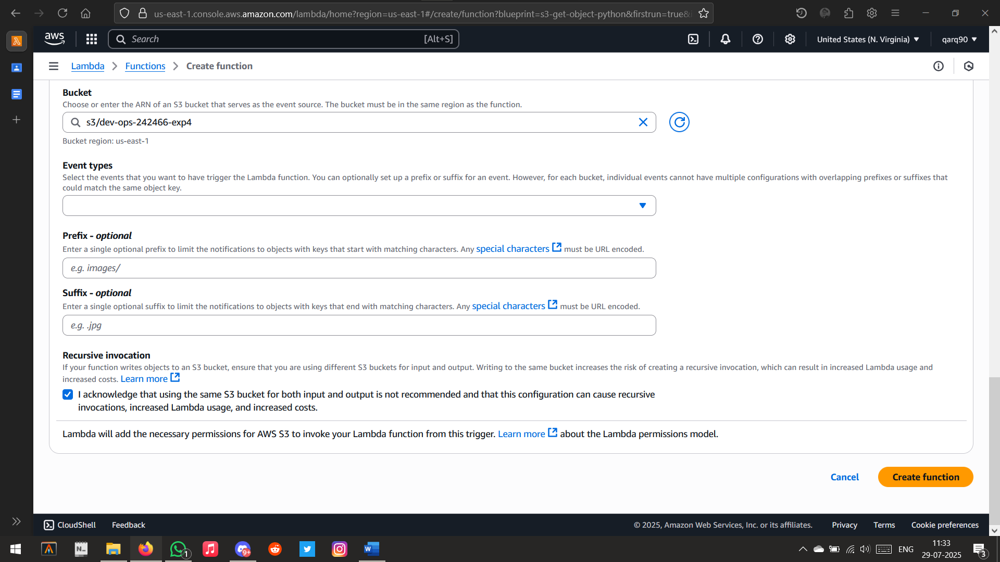 us-east-1.console.aws.amazon.com/lambda/home?region=us-east-1#/create/function?blueprint=s3-get-object-python&firstrun=true&
aws
Search
[Alt+S]
United States (N. Virginia)
qarq90
Lambda
Functions
Create function
Bucket
Choose or enter the ARN of an S3 bucket that serves as the event source. The bucket must be in the same region as the function.
s3/dev-ops-242466-exp4
Bucket region: us-east-1
Event types
Select the events that you want to have trigger the Lambda function. You can optionally set up a prefix or suffix for an event. However, for each bucket, individual events cannot have multiple configurations with overlapping prefixes or suffixes that
could match the same object key.
Prefix - optional
Enter a single optional prefix to limit the notifications to objects with keys that start with matching characters. Any special characters must be URL encoded.
e.g. images/
Suffix - optional
Enter a single optional suffix to limit the notifications to objects with keys that end with matching characters. Any special characters must be URL encoded.
e.g. .jpg
Recursive invocation
If your function writes objects to an S3 bucket, ensure that you are using different S3 buckets for input and output. Writing to the same bucket increases the risk of creating a recursive invocation, which can result in increased Lambda usage and
increased costs. Learn more
I acknowledge that using the same S3 bucket for both input and output is not recommended and that this configuration can cause recursive
invocations, increased Lambda usage, and increased costs.
Lambda will add the necessary permissions for AWS S3 to invoke your Lambda function from this trigger. Learn more about the Lambda permissions model.
Cancel
Create function
CloudShell
Feedback
© 2025, Amazon Web Services, Inc. or its affiliates.
Privacy
Terms
Cookie preferences
N
1
9+
W
ENG
11:33
29-07-2025
3